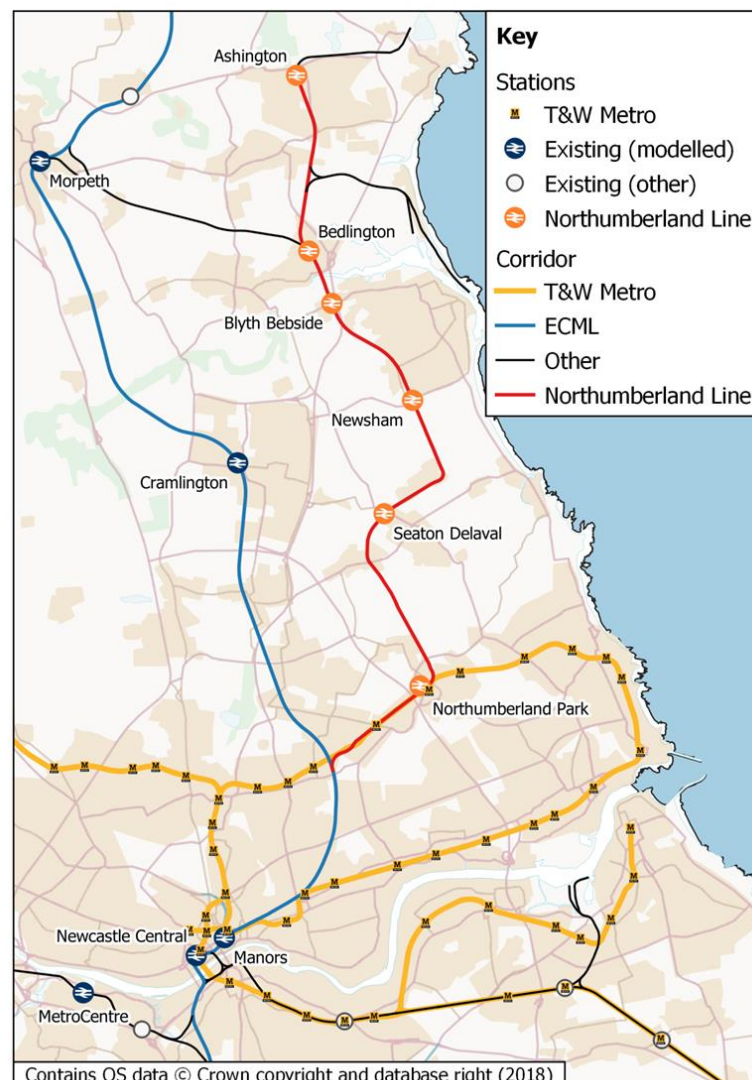 Key
Stations
T&W Metro
Existing (modelled)
Existing (other)
Northumberland Line
Corridor
T&W Metro
ECML
Other
Northumberland Line
Ashington
Morpeth
Bedlington
Blyth Bebside
Newsham
Cramlington
Seaton Delaval
Northumberland Park
Newcastle Central
Manors
MetroCentre
Contains OS data © Crown copyright and database right (2018)